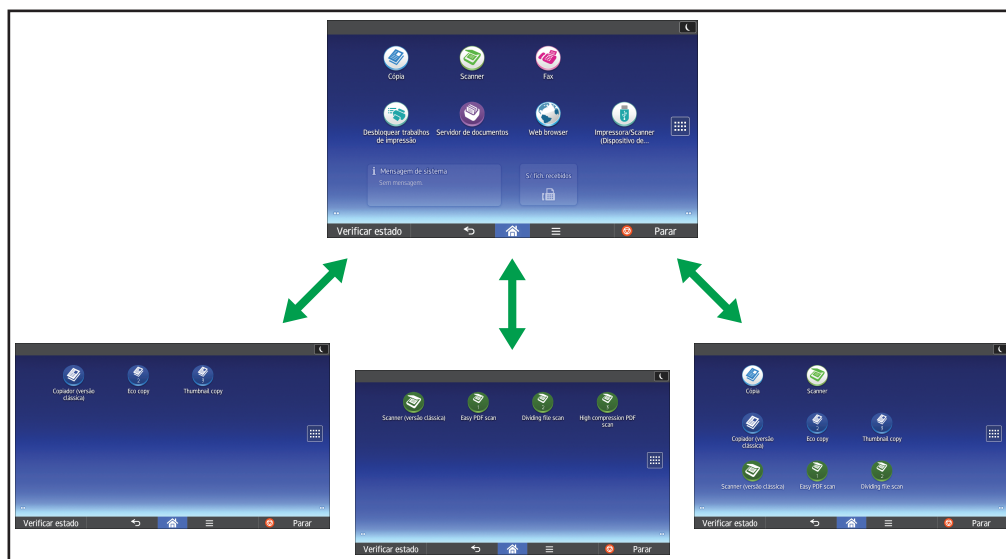 Cópia Scanner Fax
Desbloquear trabalhos de impressão Servidor de documentos Web browser Impressora/Scanner (Dispositivo de...
Mensagem de sistema
Sem mensagem.
Verificar estado Parar
Copiador (versão clássica) Eco copy Thumbnail copy
Verificar estado Parar
Scanner (versão clássica) Easy PDF scan Dividing file scan High compression PDF scan
Verificar estado Parar
Cópia Scanner
Copiador (versão clássica) Eco copy Thumbnail copy
Scanner (versão clássica) Easy PDF scan Dividing file scan
Verificar estado Parar